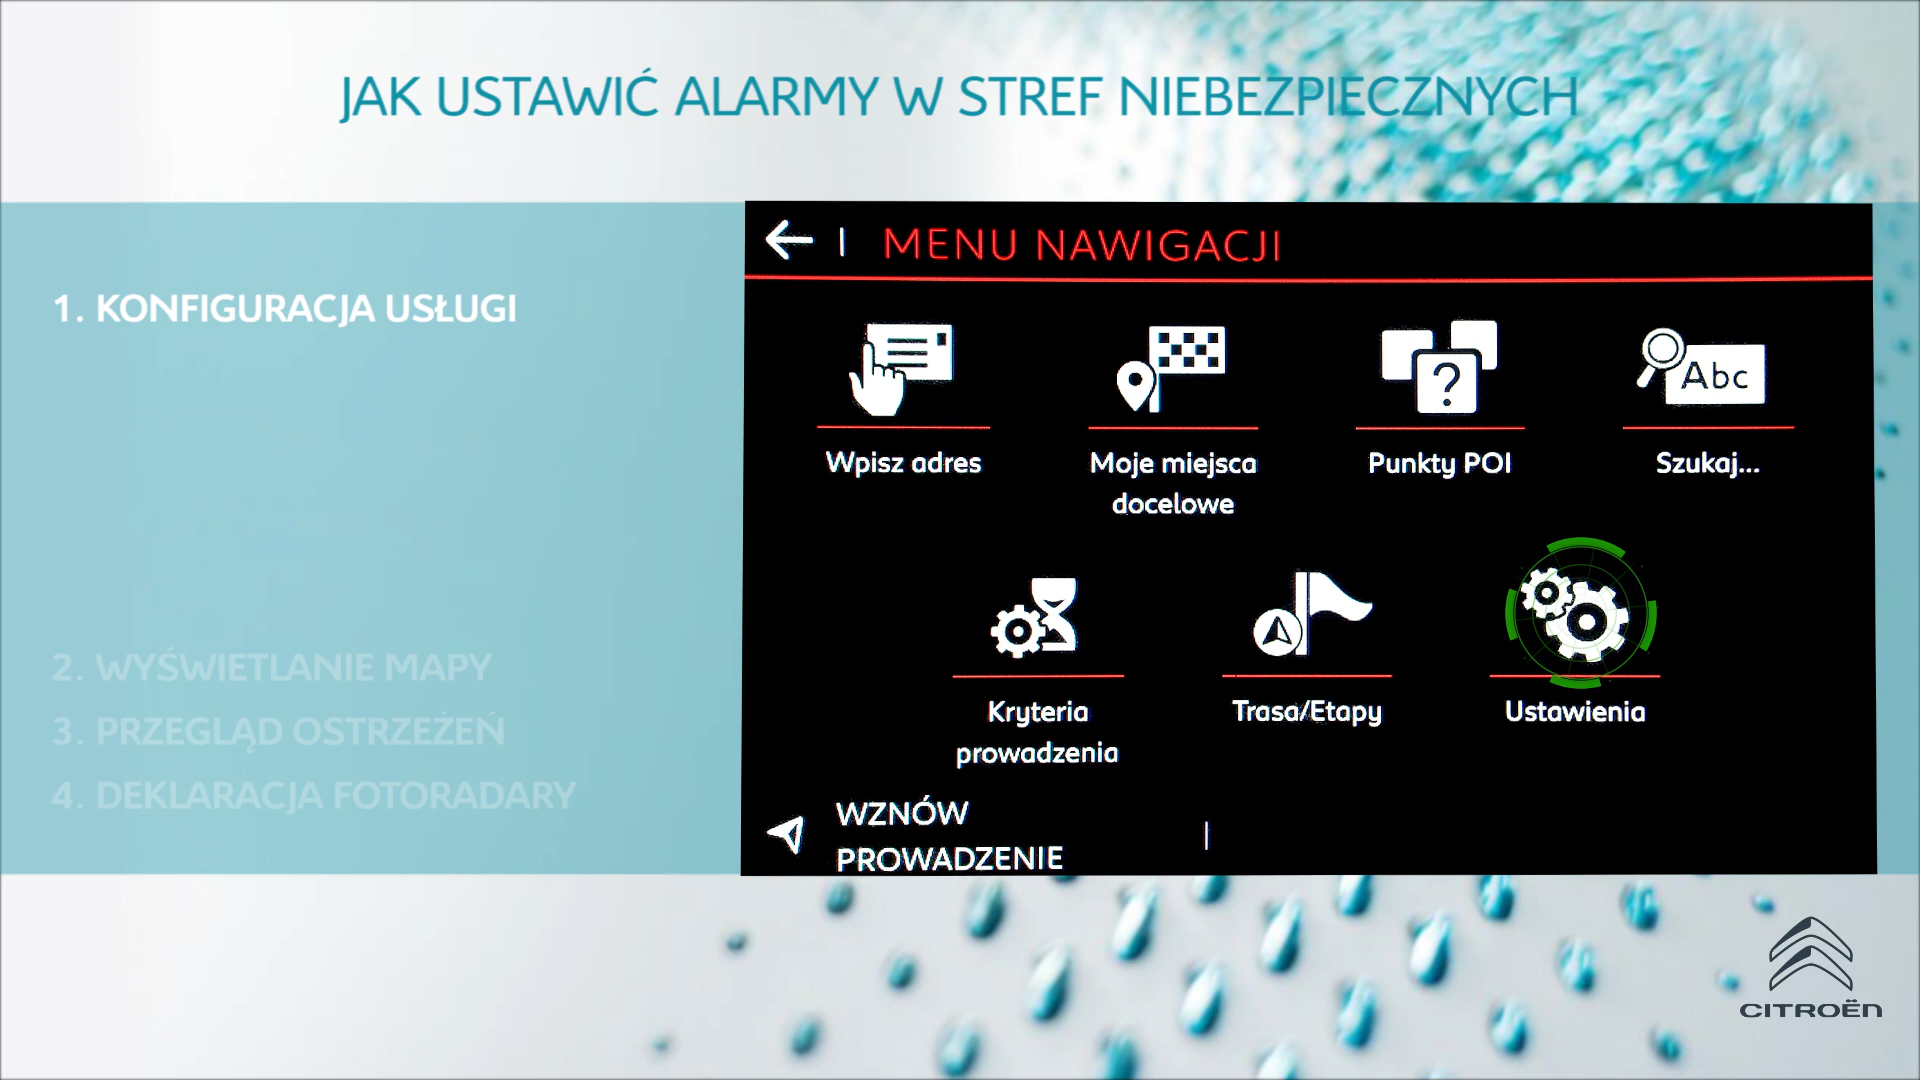 JAK USTAWIĆ ALARMY W STREF NIEBEZPIECZNYCH
1. KONFIGURACJA USŁUGI
2. WYŚWIETLANIE MAPY
3. PRZEGLĄD OSTRZEŻEŃ
4. DEKLARACJA FOTORADARY
MENU NAWIGACJI
Abc
?
Wpisz adres
Moje miejsca
docelowe
Punkty POI
Szukaj...
Kryteria
prowadzenia
Trasa/Etapy
Ustawienia
WZNÓW
PROWADZENIE
CITROËN